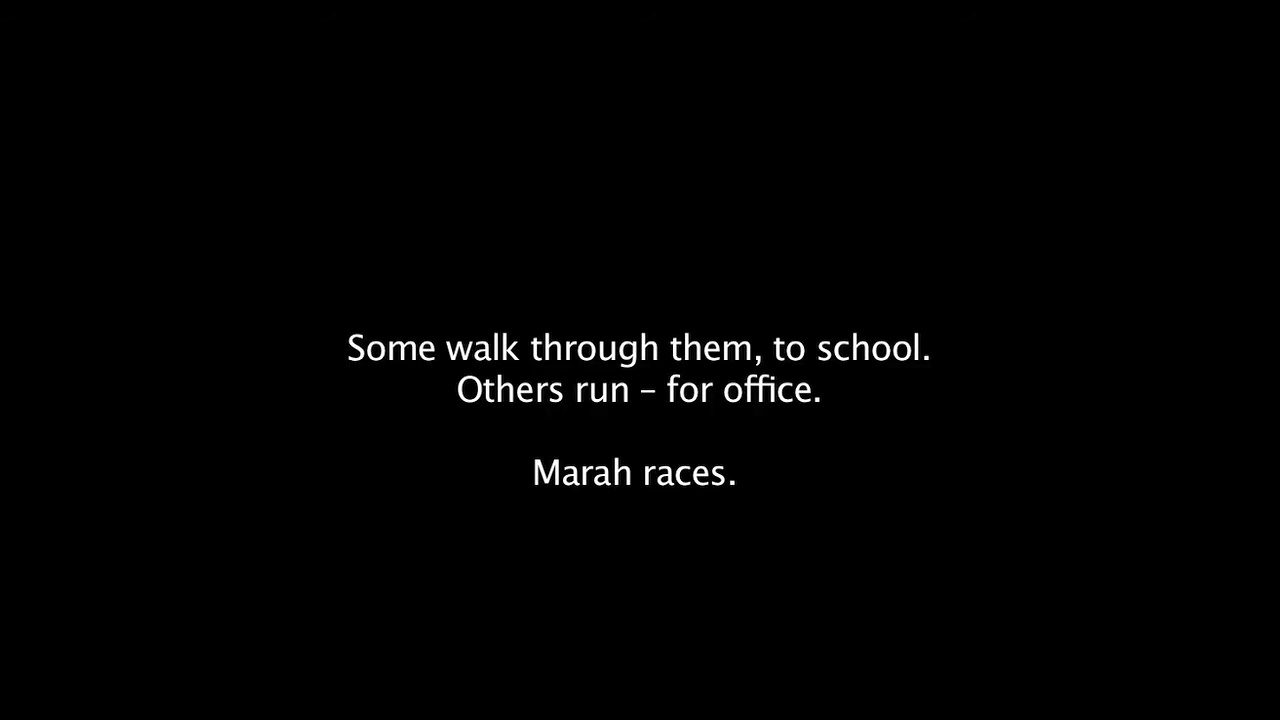 Some walk through them, to school.
Others run – for office.
Marah races.